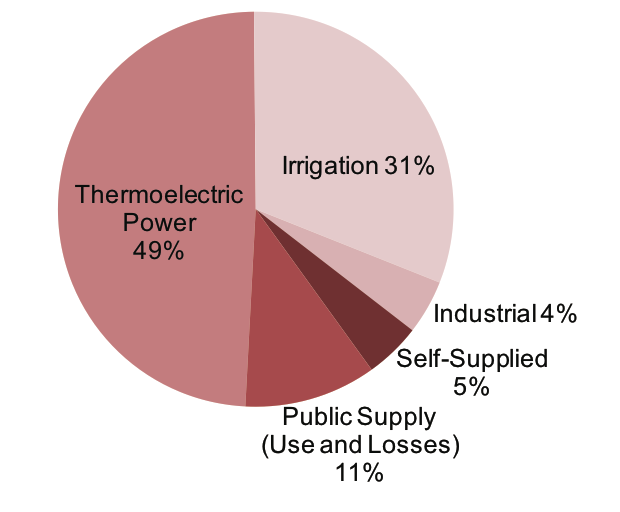 Irrigation 31%
Thermoelectric
Power
49%
Industrial 4%
Self-Supplied
5%
Public Supply
(Use and Losses)
11%